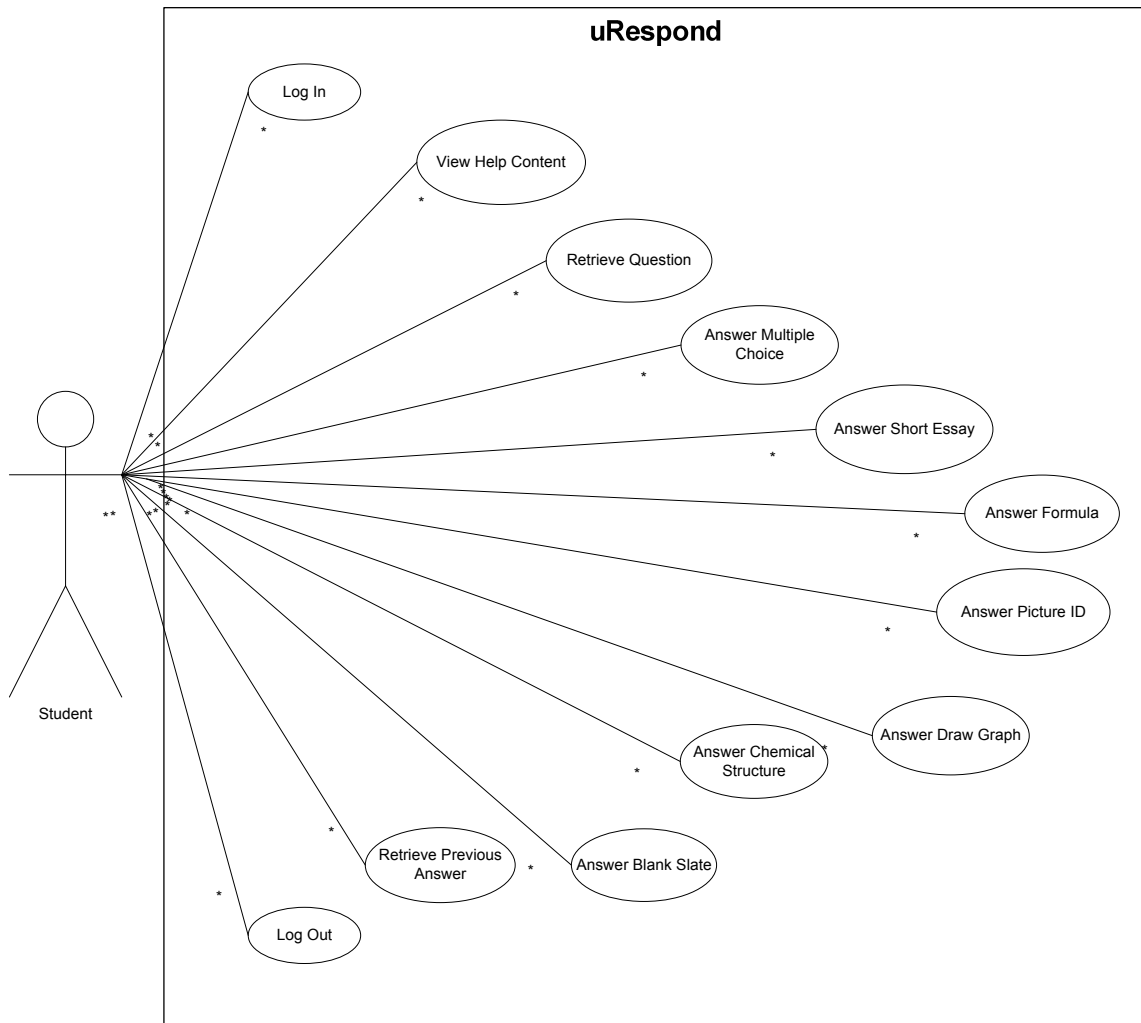 uRespond
Log In
*
View Help Content
*
Retrieve Question
*
Answer Multiple
Choice
*
Answer Short Essay
*
*
*
*
*
*
*
*
**
*
*
*
Answer Formula
*
Answer Picture ID
*
Student
Answer Draw Graph
*
Answer Chemical
Structure
*
*
Retrieve Previous
Answer
*
Answer Blank Slate
*
Log Out